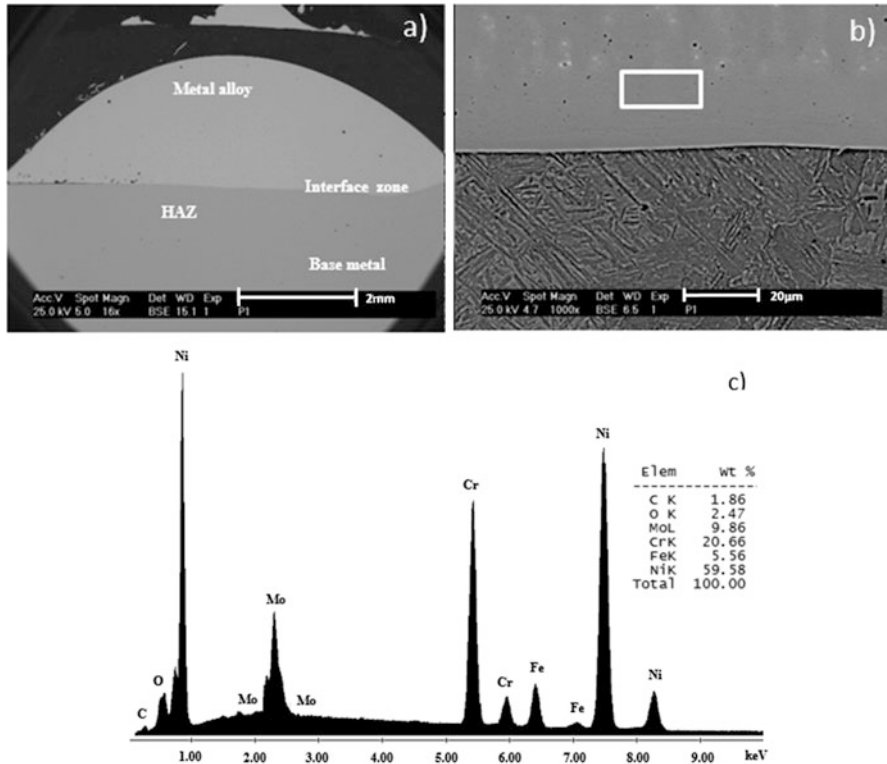 a)
Metal alloy
Interface zone
HAZ
Base metal
Acc.V Spot Magn Det WD Exp
25.0 kV 5.0 16x BSE 15.1 1 P1
2mm
b)
Acc.V Spot Magn Det WD Exp
25.0 kV 4.7 1000x BSE 6.5 1 P1
20µm
c)
Ni
Ni
Cr
Elem Wt %
C K 1.86
O K 2.47
MoL 9.86
CrK 20.66
FeK 5.56
NiK 59.58
Total 100.00
Mo
O
Cr
Fe
Ni
C
Mo
Mo
Fe
1.00 2.00 3.00 4.00 5.00 6.00 7.00 8.00 9.00 keV